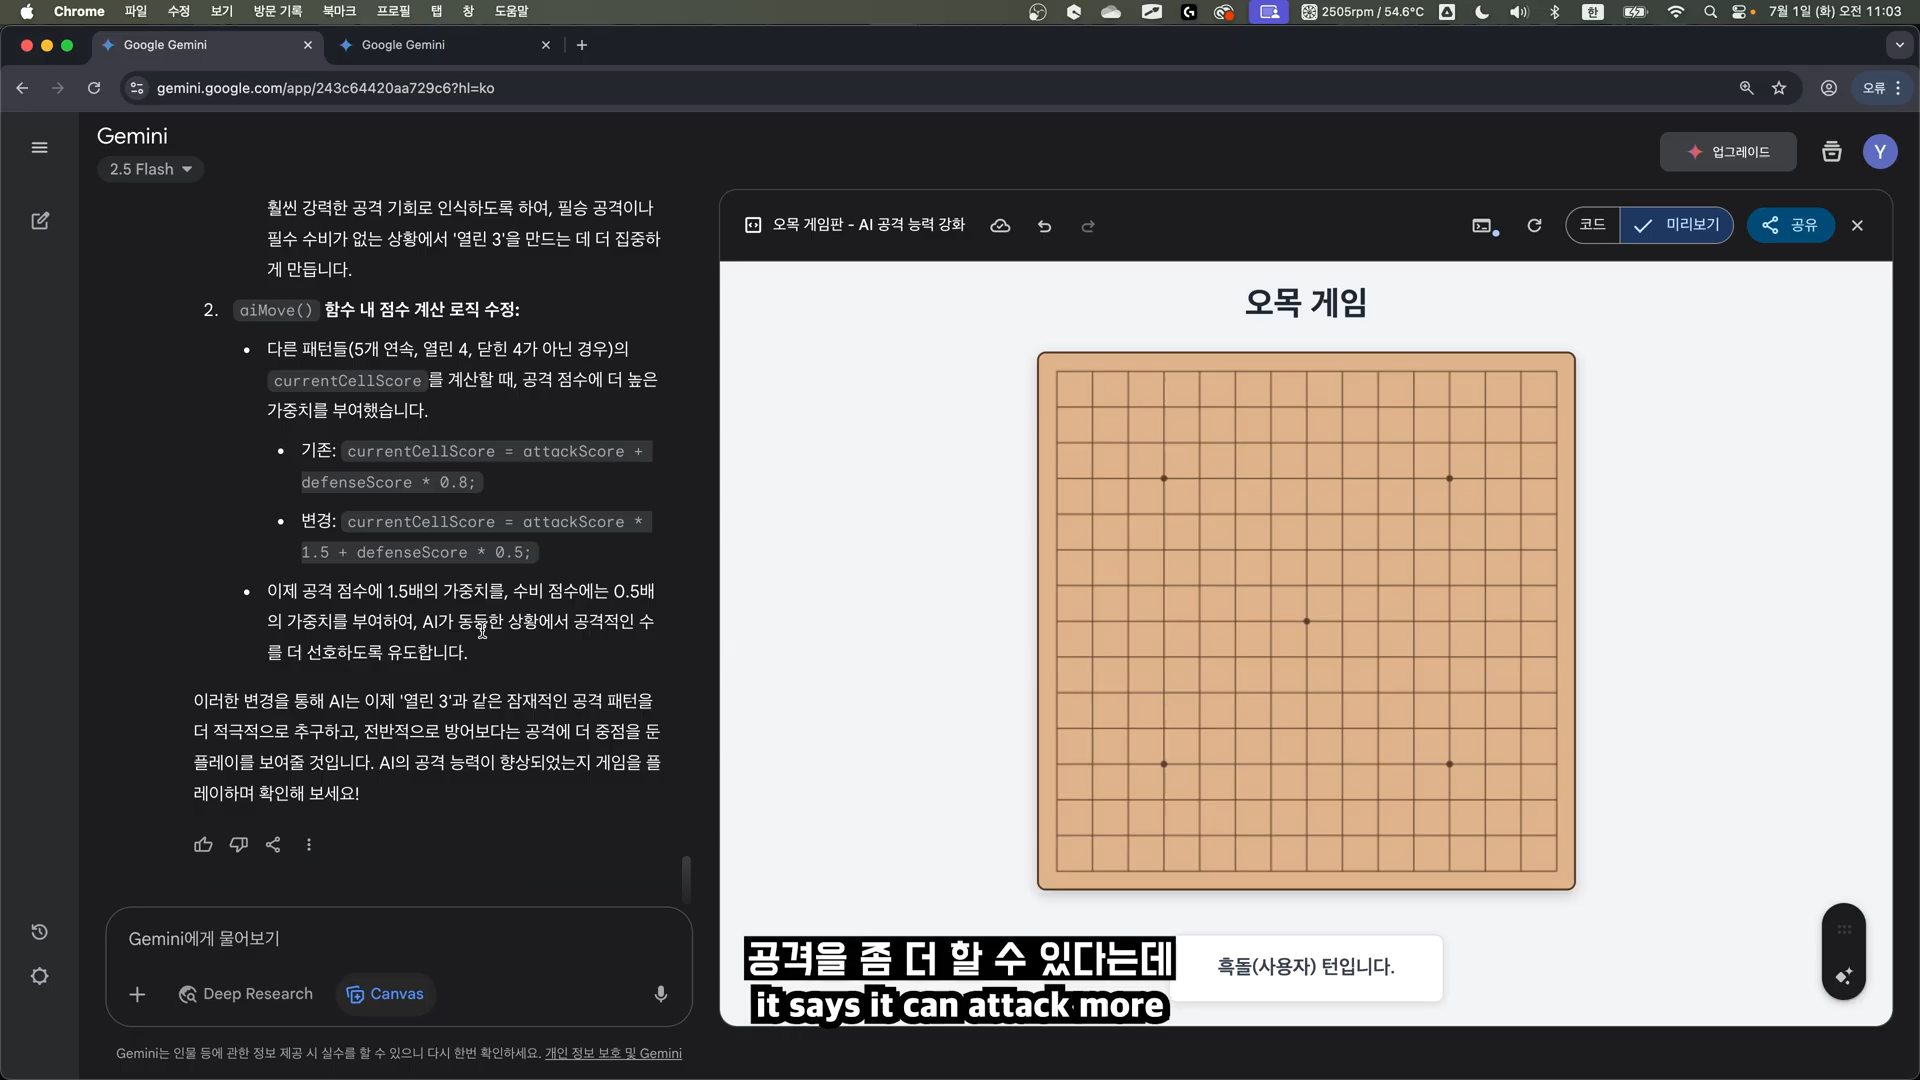 Chrome 파일 수정 보기 방문 기록 북마크 프로필 탭 창 도움말 2505rpm / 54.6°C 한 7월 1일 (화) 오전 11:03
Google Gemini Google Gemini
gemini.google.com/app/243c64420aa729c6?hl=ko 오류
Gemini
2.5 Flash
업그레이드 Y
훨씬 강력한 공격 기회로 인식하도록 하여, 필승 공격이나
필수 수비가 없는 상황에서 '열린 3'을 만드는 데 더 집중하
게 만듭니다.
2. aiMove() 함수 내 점수 계산 로직 수정:
다른 패턴들(5개 연속, 열린 4, 닫힌 4가 아닌 경우)의
currentCellScore 를 계산할 때, 공격 점수에 더 높은
가중치를 부여했습니다.
기존: currentCellScore = attackScore +
defenseScore * 0.8;
변경: currentCellScore = attackScore *
1.5 + defenseScore * 0.5;
이제 공격 점수에 1.5배의 가중치를, 수비 점수에는 0.5배
의 가중치를 부여하여, AI가 동등한 상황에서 공격적인 수
를 더 선호하도록 유도합니다.
이러한 변경을 통해 AI는 이제 '열린 3'과 같은 잠재적인 공격 패턴을
더 적극적으로 추구하고, 전반적으로 방어보다는 공격에 더 중점을 둔
플레이를 보여줄 것입니다. AI의 공격 능력이 향상되었는지 게임을 플
레이하며 확인해 보세요!
Gemini에게 물어보기
Deep Research Canvas
Gemini는 인물 등에 관한 정보 제공 시 실수를 할 수 있으니 다시 한번 확인하세요. 개인 정보 보호 및 Gemini
오목 게임판 - AI 공격 능력 강화 코드 미리보기 공유
오목 게임
흑돌(사용자) 턴입니다.
공격을 좀 더 할 수 있다는데
it says it can attack more